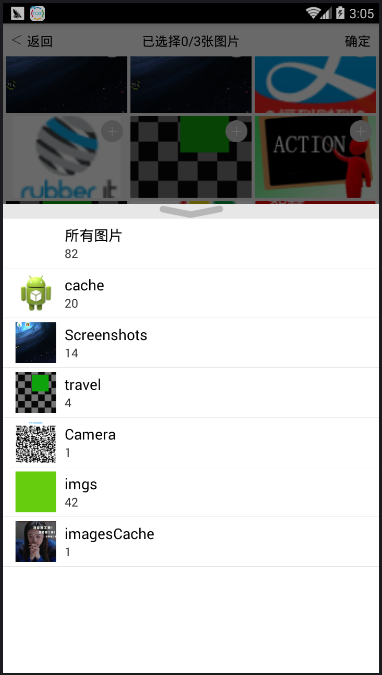 3:05
< 返回
已选择0/3张图片
确定
rubber it
ACTION
所有图片
82
cache
20
Screenshots
14
travel
4
Camera
1
imgs
42
imagesCache
1